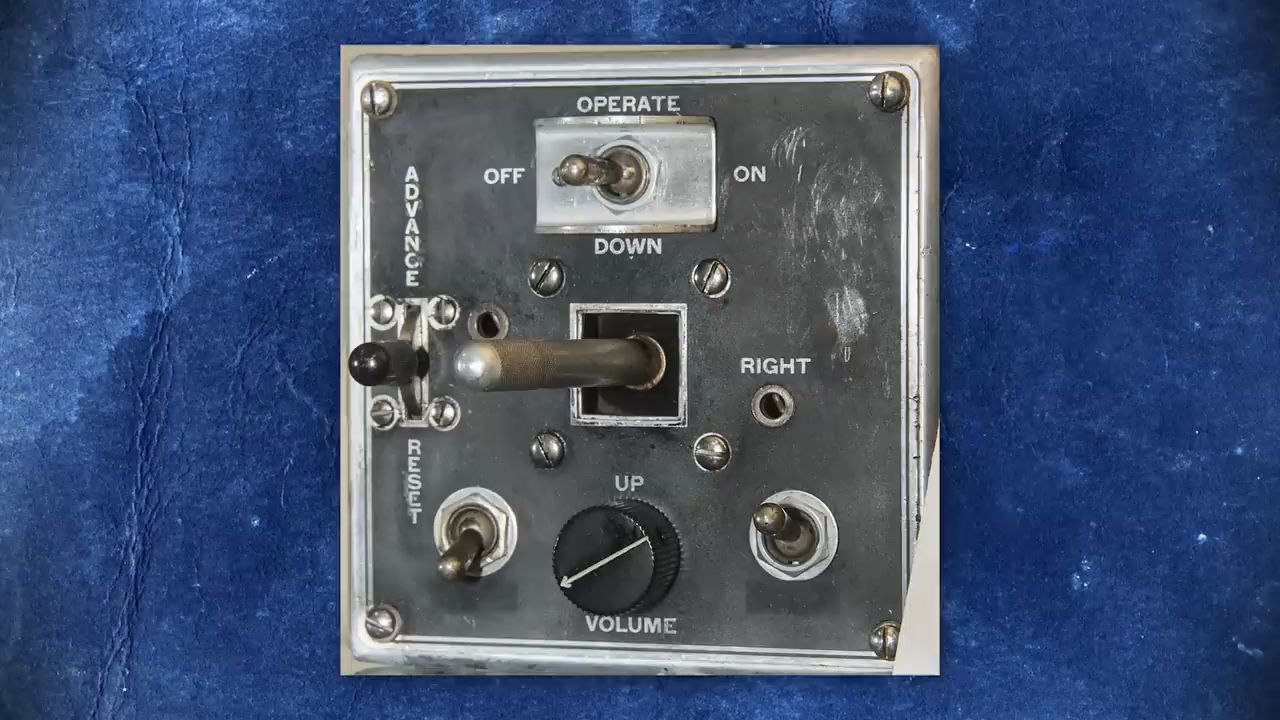 OPERATE
OFF
ON
ADVANCE
DOWN
RIGHT
RESET
UP
VOLUME